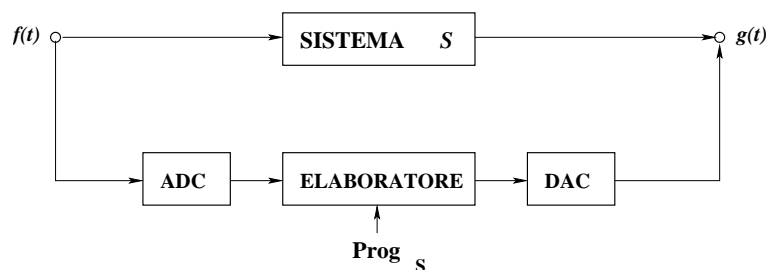 f(t) SISTEMA S g(t)
ADC ELABORATORE DAC
Prog S